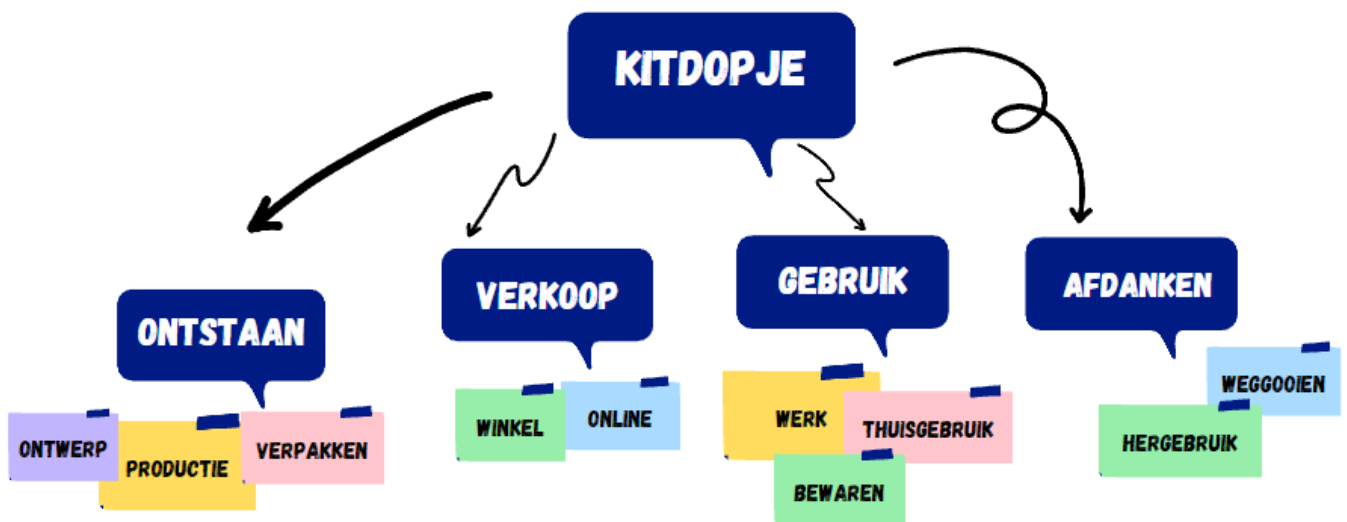 KITDOPJE
ONTSTAAN
ONTWERP
PRODUCTIE
VERPAKKEN
VERKOOP
WINKEL
ONLINE
GEBRUIK
WERK
THUISGEBRUIK
BEWAREN
AFDANKEN
WEGGOOIEN
HERGEBRUIK